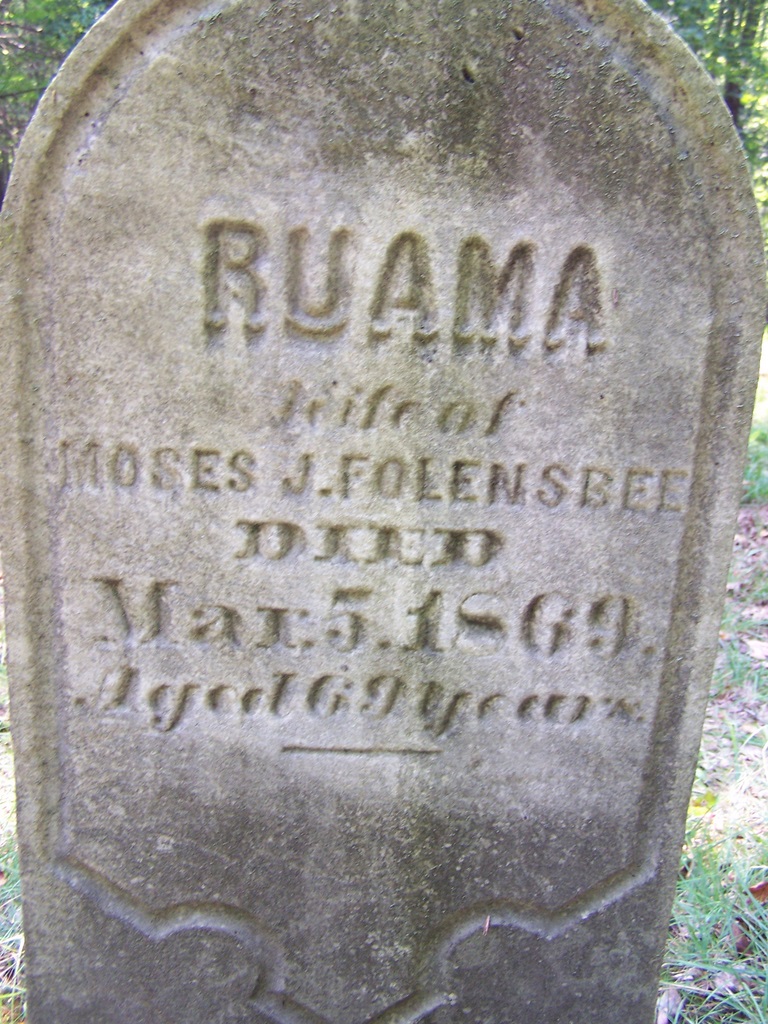 RUAMA
Wife of
MOSES J. FOLENSBEE
DIED
Mar. 5. 1869.
Aged 69 years.